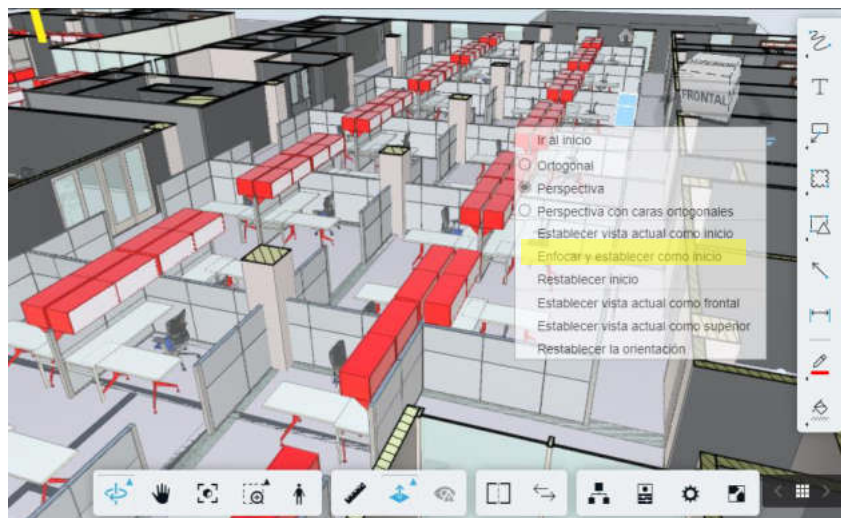 FRONTAL
Ir al inicio
Ortogonal
Perspectiva
Perspectiva con caras ortogonales
Establecer vista actual como inicio
Enfocar y establecer como inicio
Restablecer inicio
Establecer vista actual como frontal
Establecer vista actual como superior
Restablecer la orientación
T